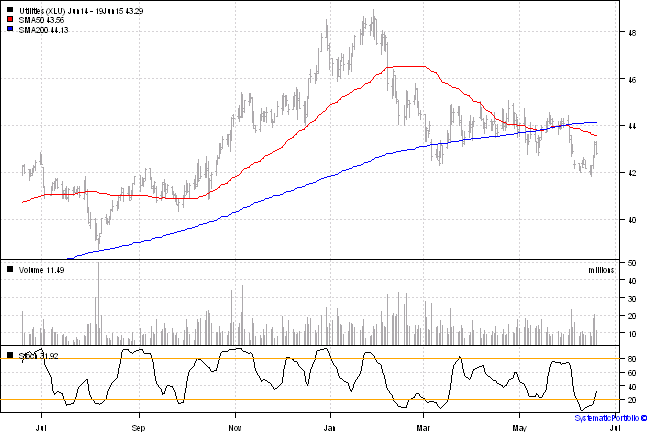 Utilities (XLU) Jun14 - 19Jun15 43.29
SMA50 43.56
SMA200 44.13
48
46
44
42
40
Volume 11.49
millions
50
40
30
20
10
Stoch 31.92
80
60
40
20
Jul Sep Nov Jan Mar May Jul
SystematicPortfolio ©